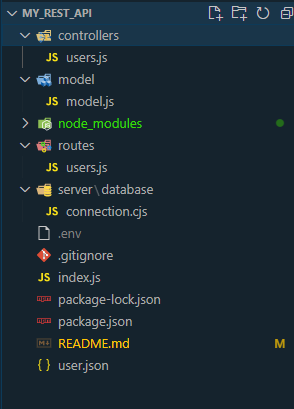 MY_REST_API
controllers
JS users.js
model
JS model.js
node_modules
routes
JS users.js
server\database
JS connection.cjs
.env
.gitignore
JS index.js
package-lock.json
package.json
README.md M
{ } user.json